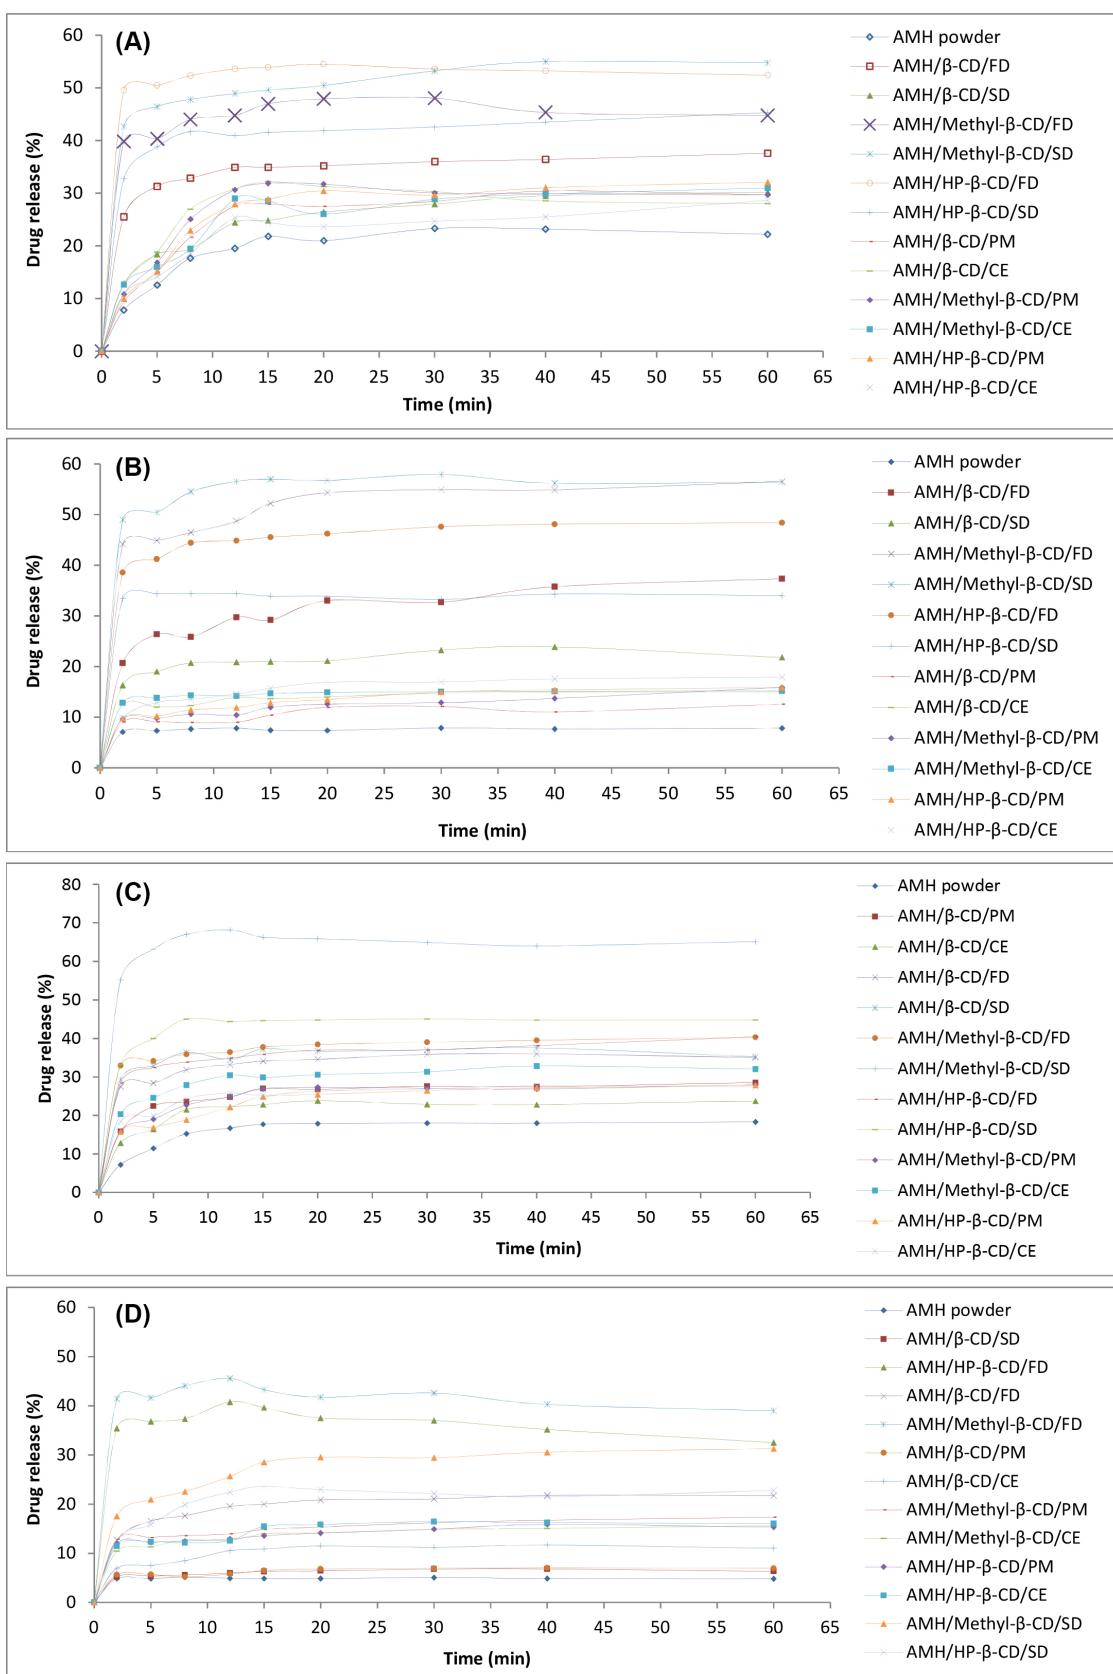 (A)
60
50
40
30
20
10
0
Drug release (%)
0 5 10 15 20 25 30 35 40 45 50 55 60 65
Time (min)
AMH powder
AMH/β-CD/FD
AMH/β-CD/SD
AMH/Methyl-β-CD/FD
AMH/Methyl-β-CD/SD
AMH/HP-β-CD/FD
AMH/HP-β-CD/SD
AMH/β-CD/PM
AMH/β-CD/CE
AMH/Methyl-β-CD/PM
AMH/Methyl-β-CD/CE
AMH/HP-β-CD/PM
AMH/HP-β-CD/CE
(B)
60
50
40
30
20
10
0
Drug release (%)
0 5 10 15 20 25 30 35 40 45 50 55 60 65
Time (min)
AMH powder
AMH/β-CD/FD
AMH/β-CD/SD
AMH/Methyl-β-CD/FD
AMH/Methyl-β-CD/SD
AMH/HP-β-CD/FD
AMH/HP-β-CD/SD
AMH/β-CD/PM
AMH/β-CD/CE
AMH/Methyl-β-CD/PM
AMH/Methyl-β-CD/CE
AMH/HP-β-CD/PM
AMH/HP-β-CD/CE
(C)
80
70
60
50
40
30
20
10
0
Drug release (%)
0 5 10 15 20 25 30 35 40 45 50 55 60 65
Time (min)
AMH powder
AMH/β-CD/PM
AMH/β-CD/CE
AMH/β-CD/FD
AMH/β-CD/SD
AMH/Methyl-β-CD/FD
AMH/Methyl-β-CD/SD
AMH/HP-β-CD/FD
AMH/HP-β-CD/SD
AMH/Methyl-β-CD/PM
AMH/Methyl-β-CD/CE
AMH/HP-β-CD/PM
AMH/HP-β-CD/CE
(D)
60
50
40
30
20
10
0
Drug release (%)
0 5 10 15 20 25 30 35 40 45 50 55 60 65
Time (min)
AMH powder
AMH/β-CD/SD
AMH/HP-β-CD/FD
AMH/β-CD/FD
AMH/Methyl-β-CD/FD
AMH/β-CD/PM
AMH/β-CD/CE
AMH/Methyl-β-CD/PM
AMH/Methyl-β-CD/CE
AMH/HP-β-CD/PM
AMH/HP-β-CD/CE
AMH/Methyl-β-CD/SD
AMH/HP-β-CD/SD